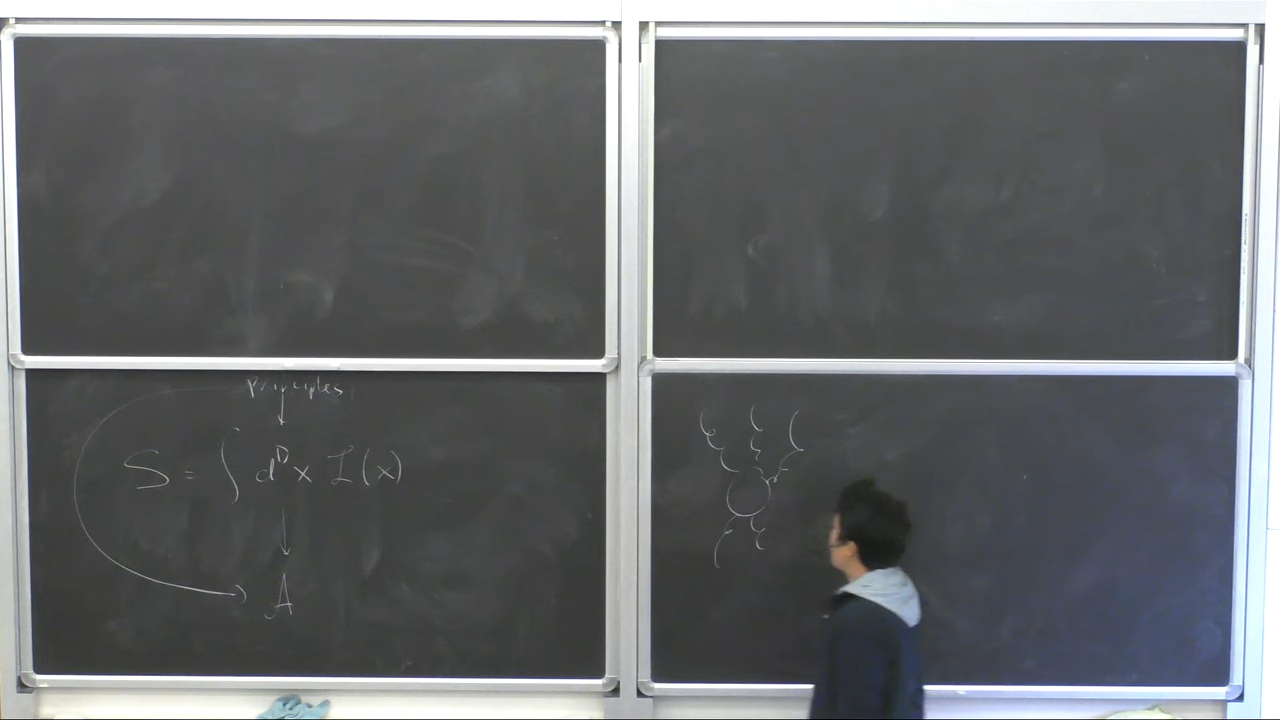 Principles
S = ∫ d^D x ℒ(x)
A